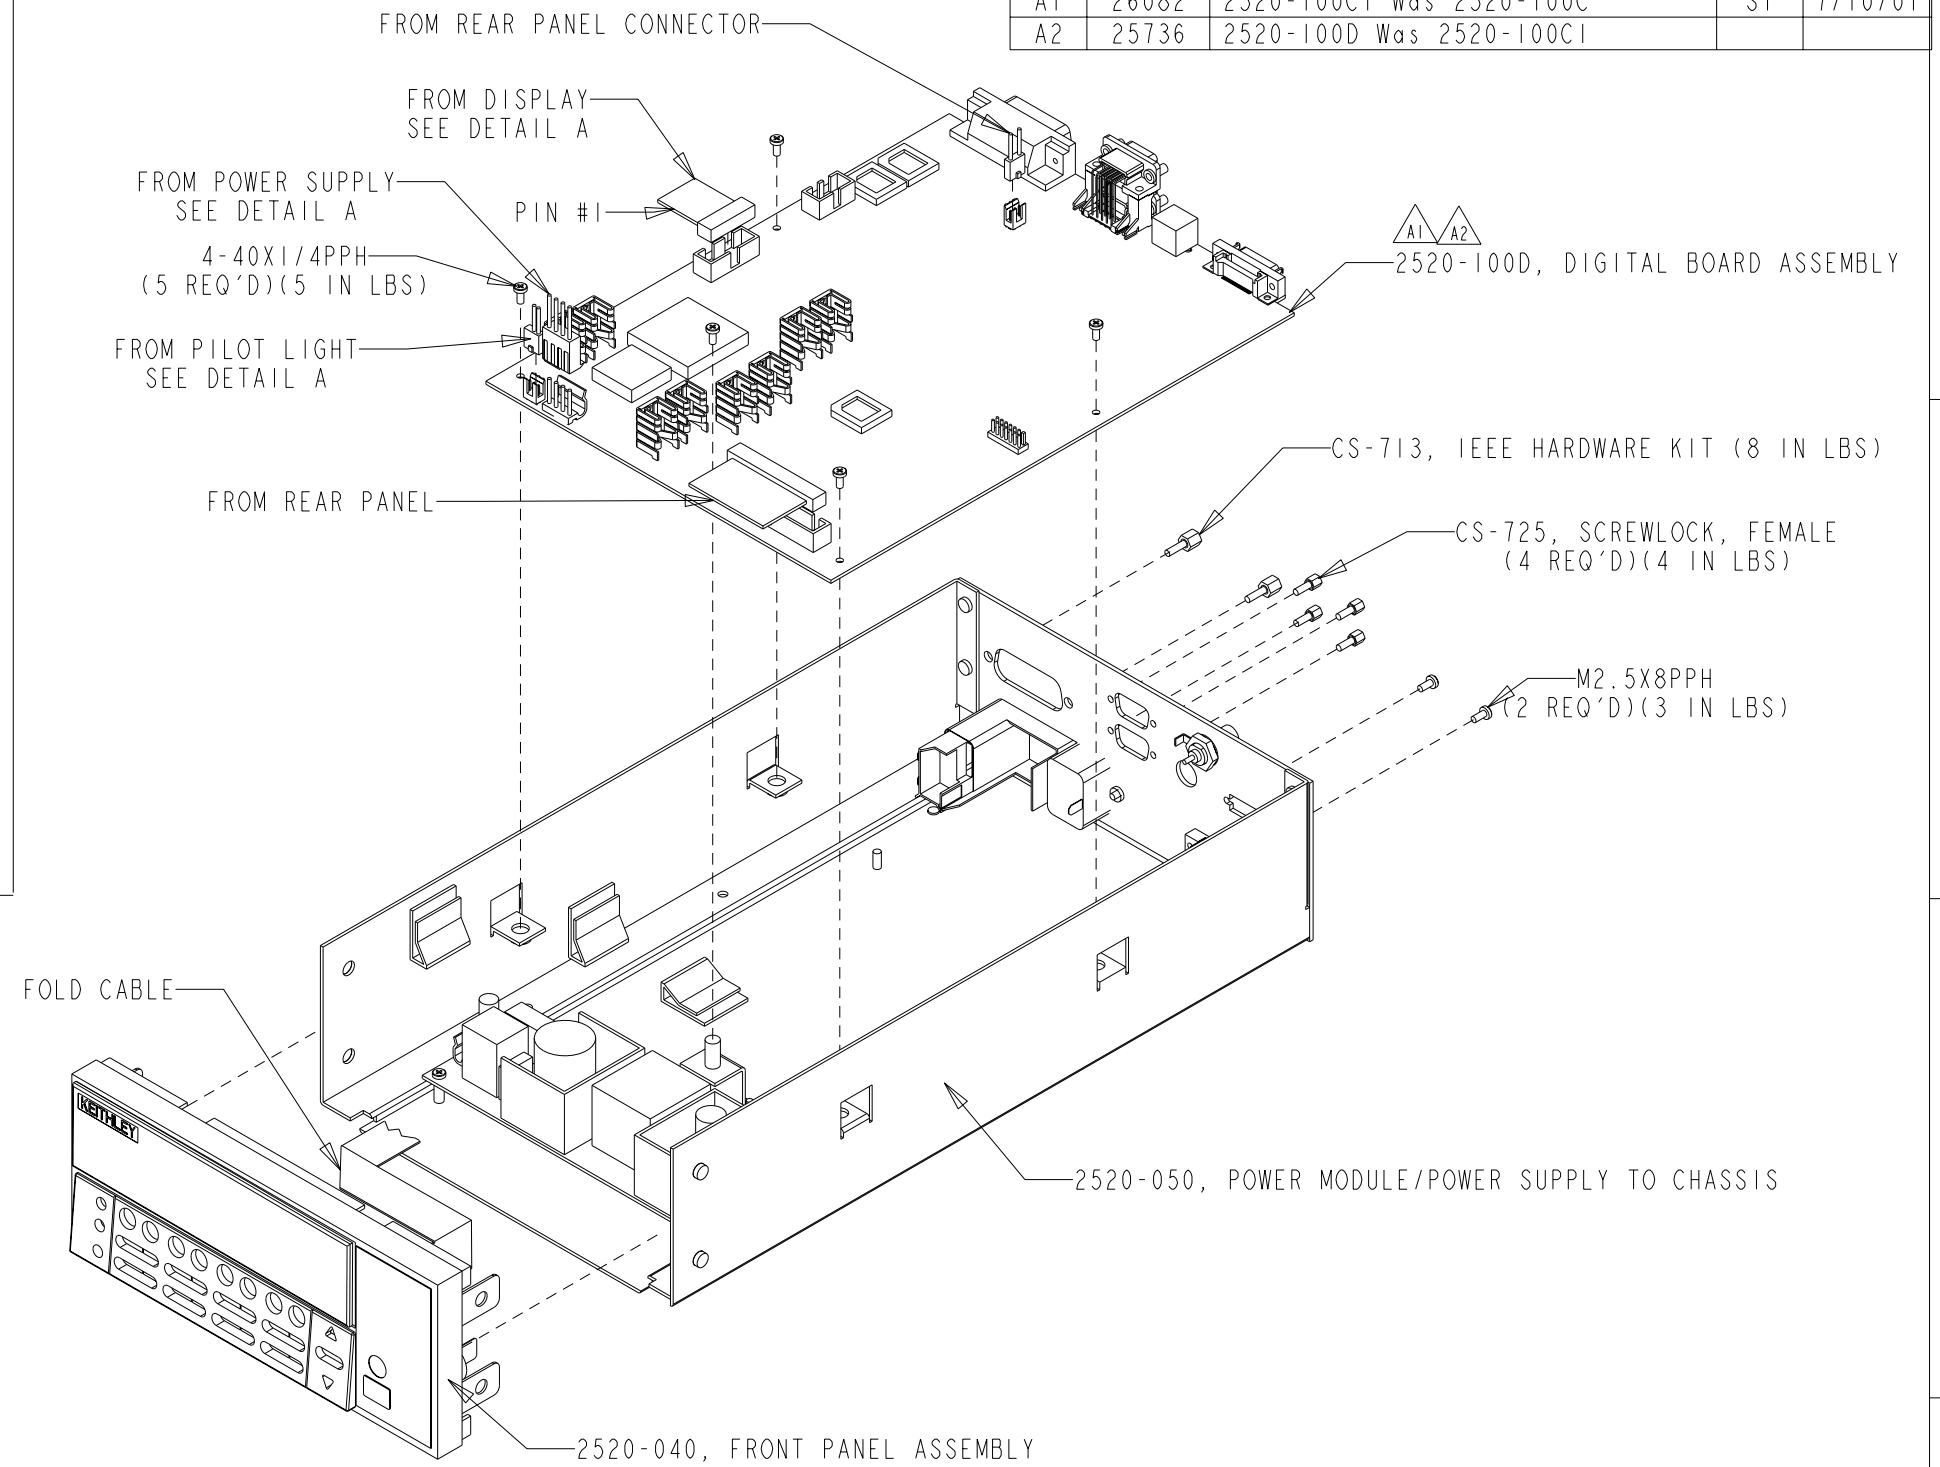 A1 26082 2520-100C1 Was 2520-100C ST 7/10/01
A2 25736 2520-100D Was 2520-100C1
FROM REAR PANEL CONNECTOR
FROM DISPLAY
SEE DETAIL A
FROM POWER SUPPLY
SEE DETAIL A
PIN #1
4-40X1/4PPH
(5 REQ'D)(5 IN LBS)
FROM PILOT LIGHT
SEE DETAIL A
A1 A2
2520-100D, DIGITAL BOARD ASSEMBLY
CS-713, IEEE HARDWARE KIT (8 IN LBS)
FROM REAR PANEL
CS-725, SCREWLOCK, FEMALE
(4 REQ'D)(4 IN LBS)
M2.5X8PPH
(2 REQ'D)(3 IN LBS)
FOLD CABLE
KEITHLEY
2520-050, POWER MODULE/POWER SUPPLY TO CHASSIS
2520-040, FRONT PANEL ASSEMBLY